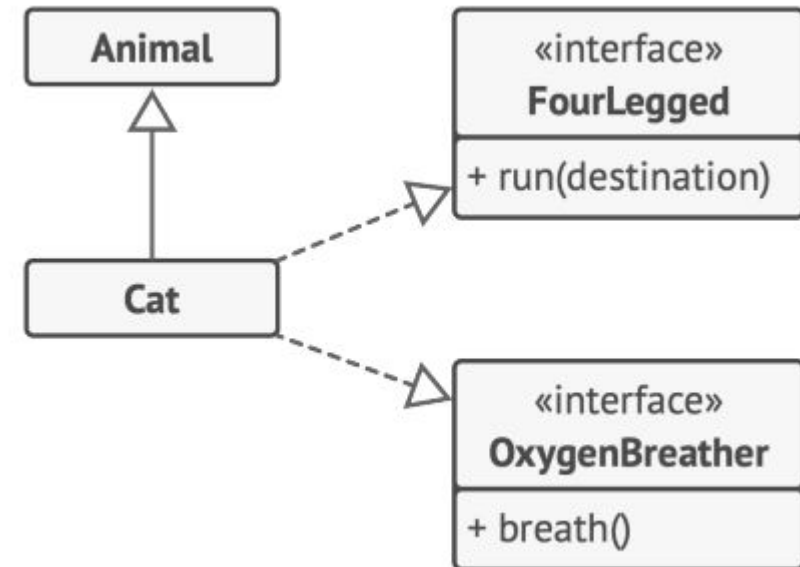 Animal
«interface»
FourLegged
+ run(destination)
Cat
«interface»
OxygenBreather
+ breath()